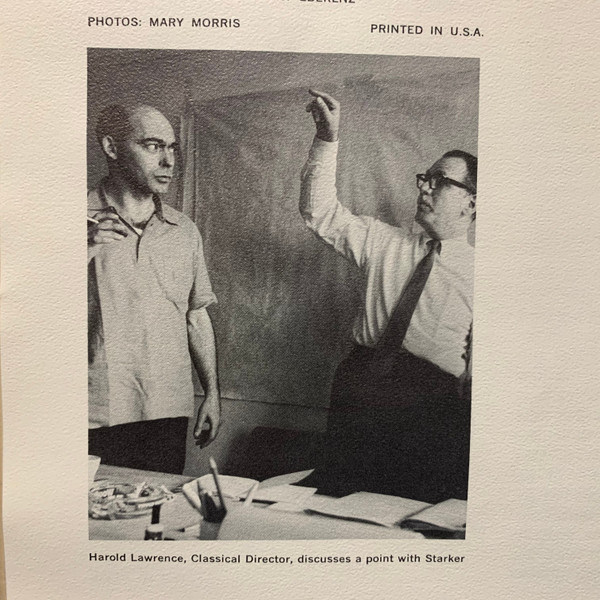 PHOTOS: MARY MORRIS
PRINTED IN U.S.A.
Harold Lawrence, Classical Director, discusses a point with Starker